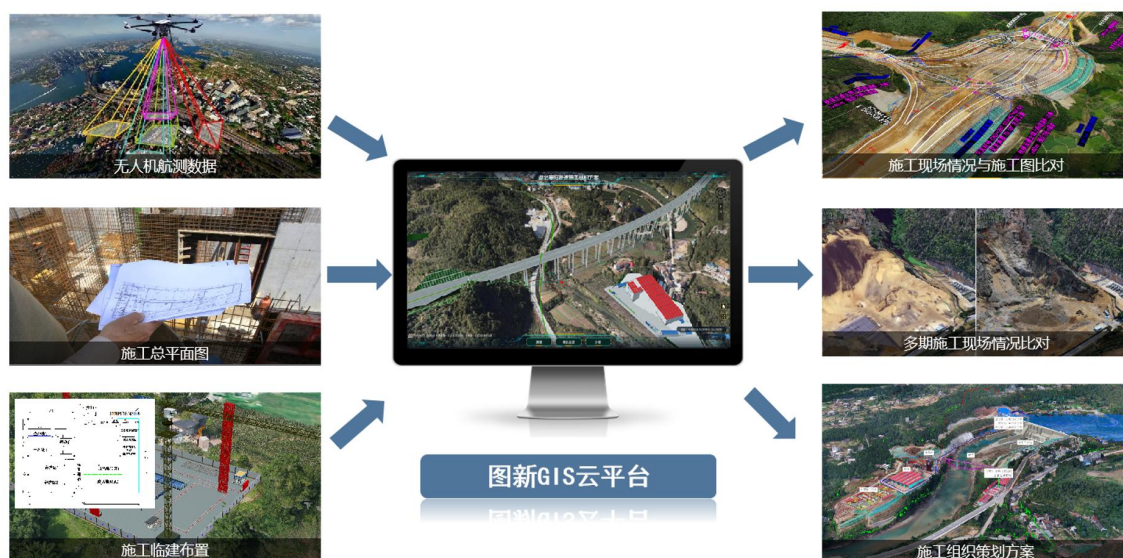 无人机航测数据
施工总平面图
施工临建布置
图新GIS云平台
施工现场情况与施工图比对
多期施工现场情况比对
施工组织策划方案